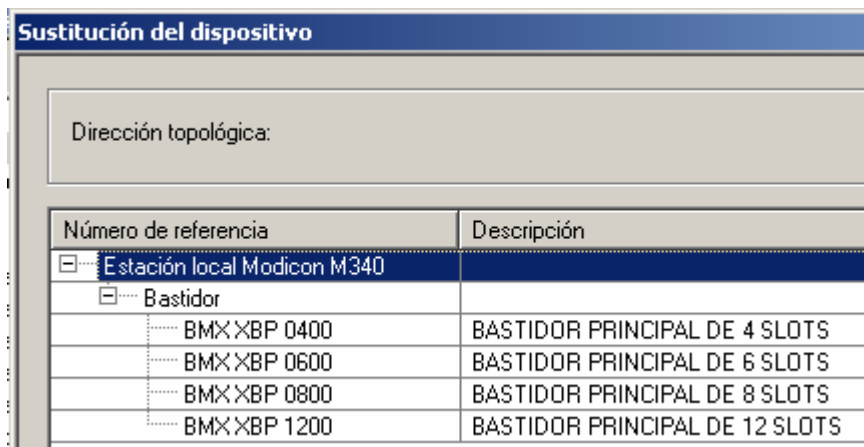 Sustitución del dispositivo
Dirección topológica:
Número de referencia Descripción
Estación local Modicon M340
Bastidor
BMX XBP 0400 BASTIDOR PRINCIPAL DE 4 SLOTS
BMX XBP 0600 BASTIDOR PRINCIPAL DE 6 SLOTS
BMX XBP 0800 BASTIDOR PRINCIPAL DE 8 SLOTS
BMX XBP 1200 BASTIDOR PRINCIPAL DE 12 SLOTS